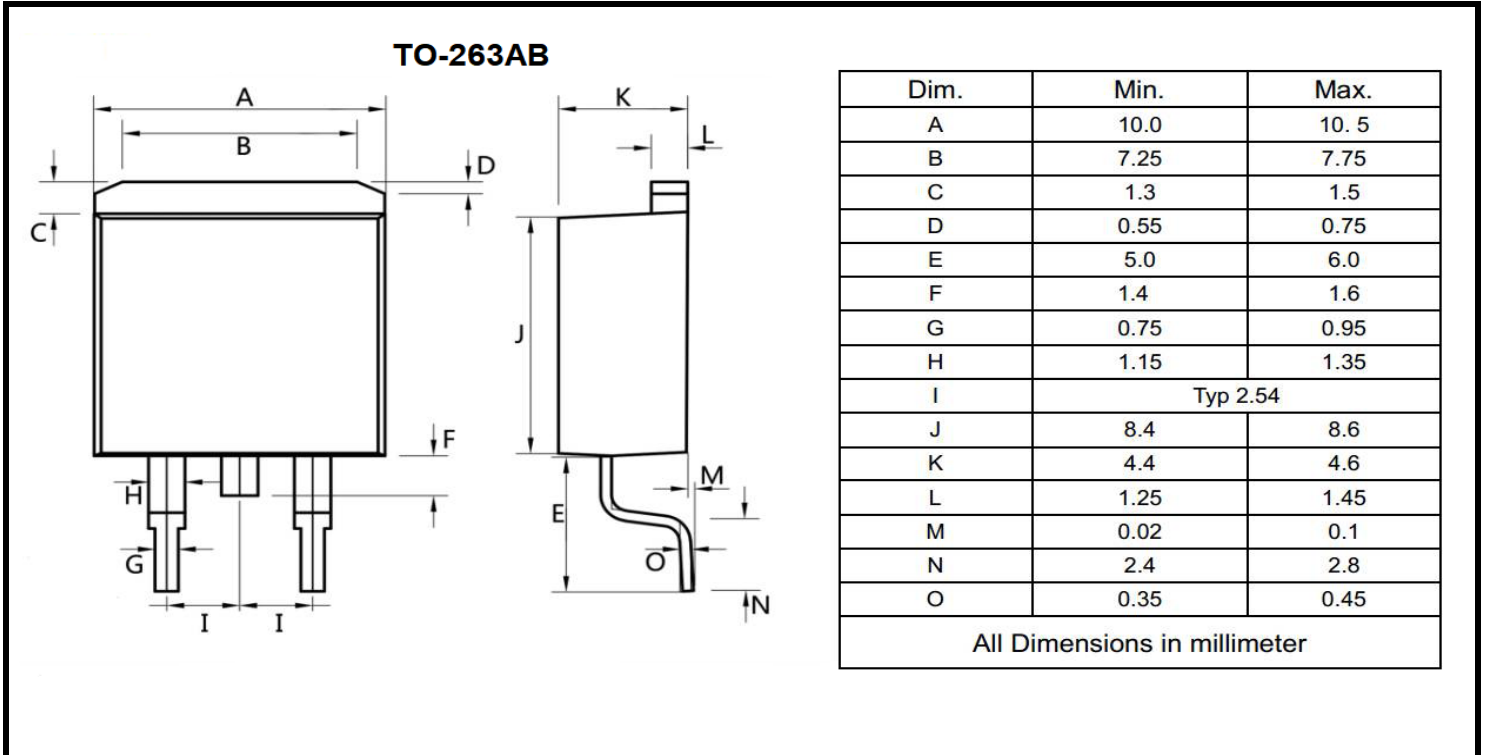 TO-263AB
A
B
C
D
E
F
G
H
I
I
J
K
L
M
N
O
Dim. Min. Max.
A 10.0 10. 5
B 7.25 7.75
C 1.3 1.5
D 0.55 0.75
E 5.0 6.0
F 1.4 1.6
G 0.75 0.95
H 1.15 1.35
I Typ 2.54
J 8.4 8.6
K 4.4 4.6
L 1.25 1.45
M 0.02 0.1
N 2.4 2.8
O 0.35 0.45
All Dimensions in millimeter